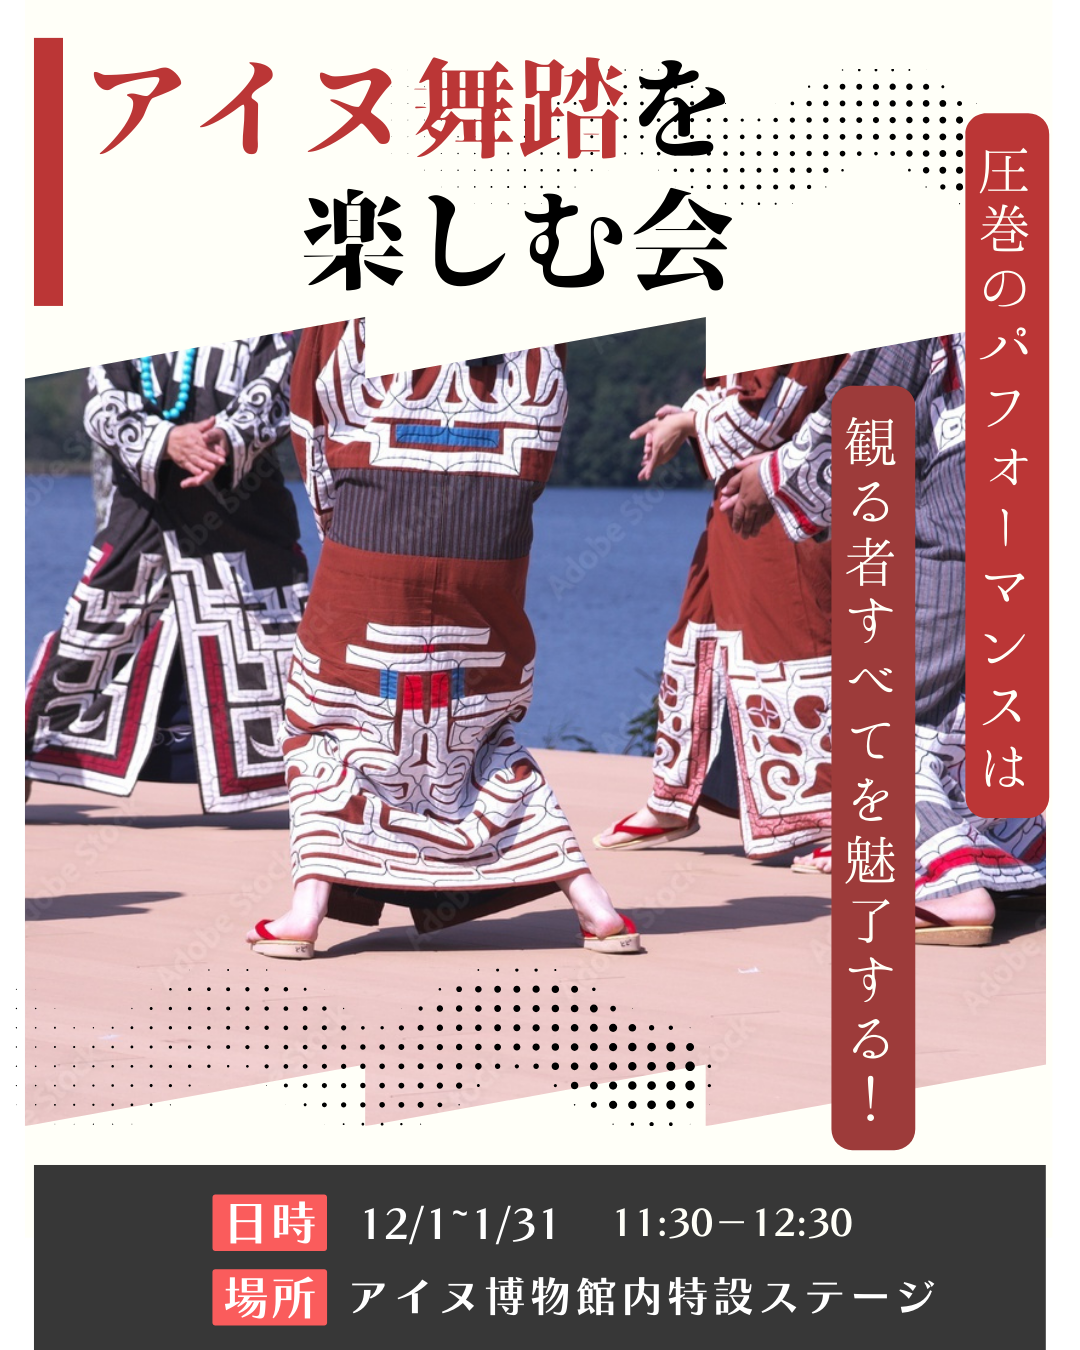 アイヌ舞踏を
楽しむ会
圧巻のパフォーマンスは
観る者すべてを魅了する！
日時 12/1~1/31 11:30−12:30
場所 アイヌ博物館内特設ステージ
Adobe Stock